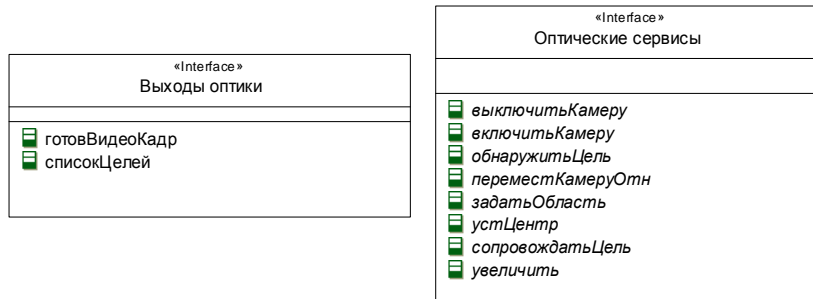 «Interface»
Выходы оптики
готовВидеоКадр
списокЦелей
«Interface»
Оптические сервисы
выключитьКамеру
включитьКамеру
обнаружитьЦель
переместКамеруОтн
задатьОбласть
устЦентр
сопровождатьЦель
увеличить